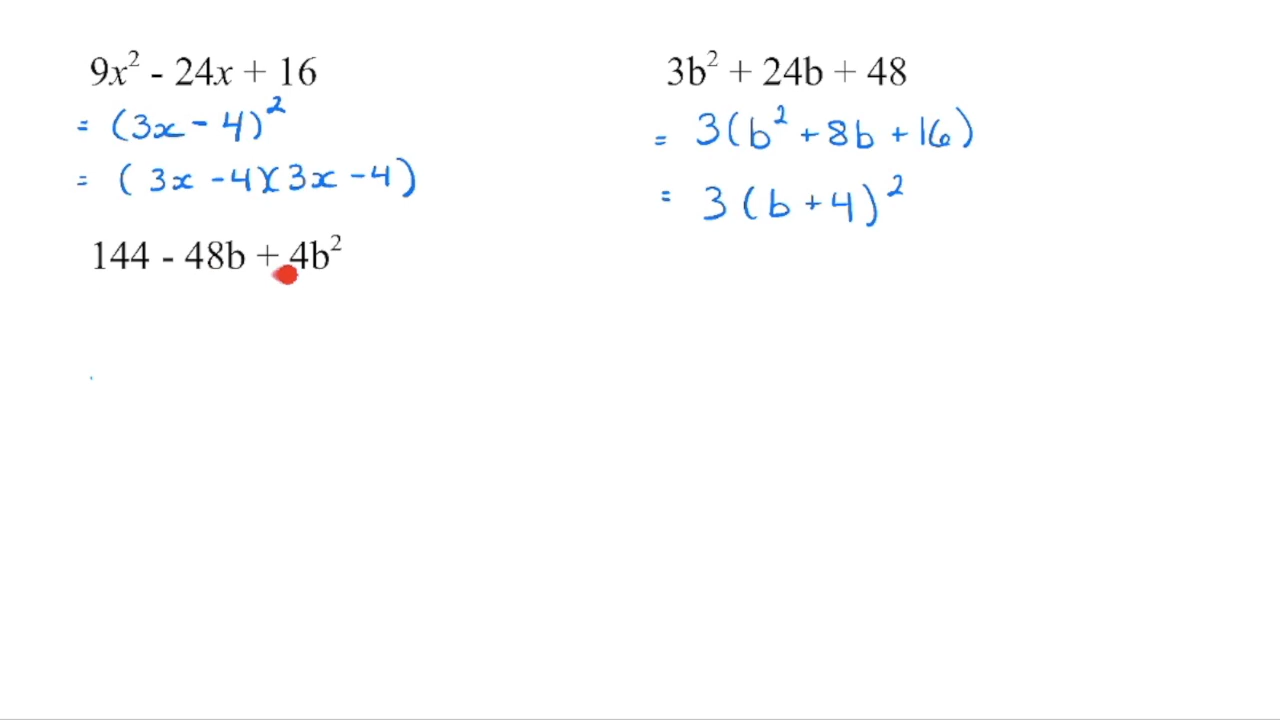 9x² - 24x + 16
= (3x - 4)²
= (3x - 4)(3x - 4)
144 - 48b + 4b²
3b² + 24b + 48
= 3(b² + 8b + 16)
= 3(b + 4)²